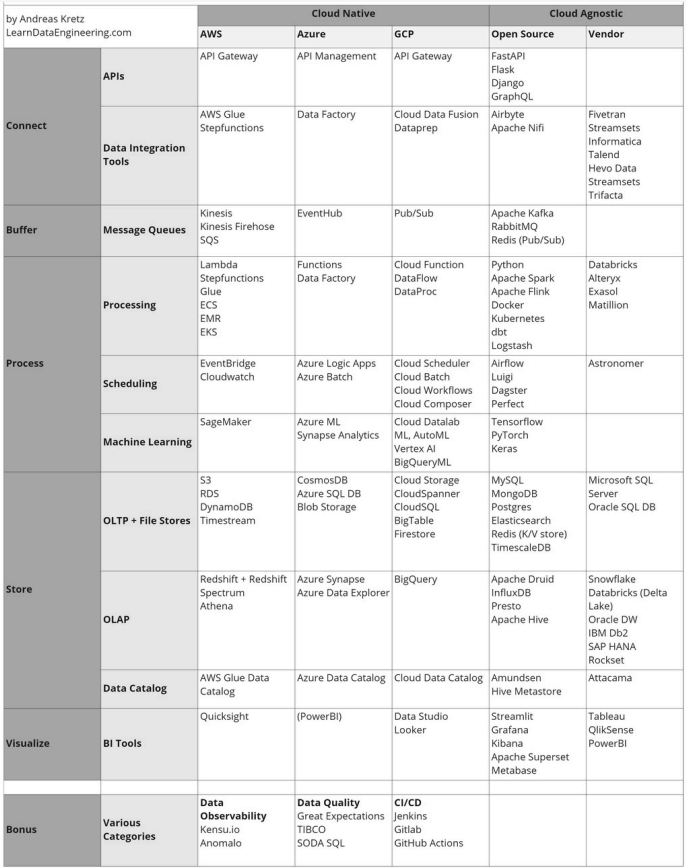 by Andreas Kretz
LearnDataEngineering.com
Cloud Native
Cloud Agnostic
AWS
Azure
GCP
Open Source
Vendor
Connect
APIs
API Gateway
API Management
API Gateway
FastAPI
Flask
Django
GraphQL
Data Integration
Tools
AWS Glue
Stepfunctions
Data Factory
Cloud Data Fusion
Dataprep
Airbyte
Apache Nifi
Fivetran
Streamsets
Informatica
Talend
Hevo Data
Streamsets
Trifacta
Buffer
Message Queues
Kinesis
Kinesis Firehose
SQS
EventHub
Pub/Sub
Apache Kafka
RabbitMQ
Redis (Pub/Sub)
Process
Processing
Lambda
Stepfunctions
Glue
ECS
EMR
EKS
Functions
Data Factory
Cloud Function
DataFlow
DataProc
Python
Apache Spark
Apache Flink
Docker
Kubernetes
dbt
Logstash
Databricks
Alteryx
Exasol
Matillion
Scheduling
EventBridge
Cloudwatch
Azure Logic Apps
Azure Batch
Cloud Scheduler
Cloud Batch
Cloud Workflows
Cloud Composer
Airflow
Luigi
Dagster
Perfect
Astronomer
Machine Learning
SageMaker
Azure ML
Synapse Analytics
Cloud Datalab
ML, AutoML
Vertex AI
BigQueryML
Tensorflow
PyTorch
Keras
Store
OLTP + File Stores
S3
RDS
DynamoDB
Timestream
CosmosDB
Azure SQL DB
Blob Storage
Cloud Storage
CloudSpanner
CloudSQL
BigTable
Firestore
MySQL
MongoDB
Postgres
Elasticsearch
Redis (K/V store)
TimescaleDB
Microsoft SQL
Server
Oracle SQL DB
OLAP
Redshift + Redshift
Spectrum
Athena
Azure Synapse
Azure Data Explorer
BigQuery
Apache Druid
InfluxDB
Presto
Apache Hive
Snowflake
Databricks (Delta
Lake)
Oracle DW
IBM Db2
SAP HANA
Rockset
Data Catalog
AWS Glue Data
Catalog
Azure Data Catalog
Cloud Data Catalog
Amundsen
Hive Metastore
Attacama
Visualize
BI Tools
Quicksight
(PowerBI)
Data Studio
Looker
Streamlit
Grafana
Kibana
Apache Superset
Metabase
Tableau
QlikSense
PowerBI
Bonus
Various
Categories
Data
Observability
Kensu.io
Anomalo
Data Quality
Great Expectations
TIBCO
SODA SQL
CI/CD
Jenkins
Gitlab
GitHub Actions